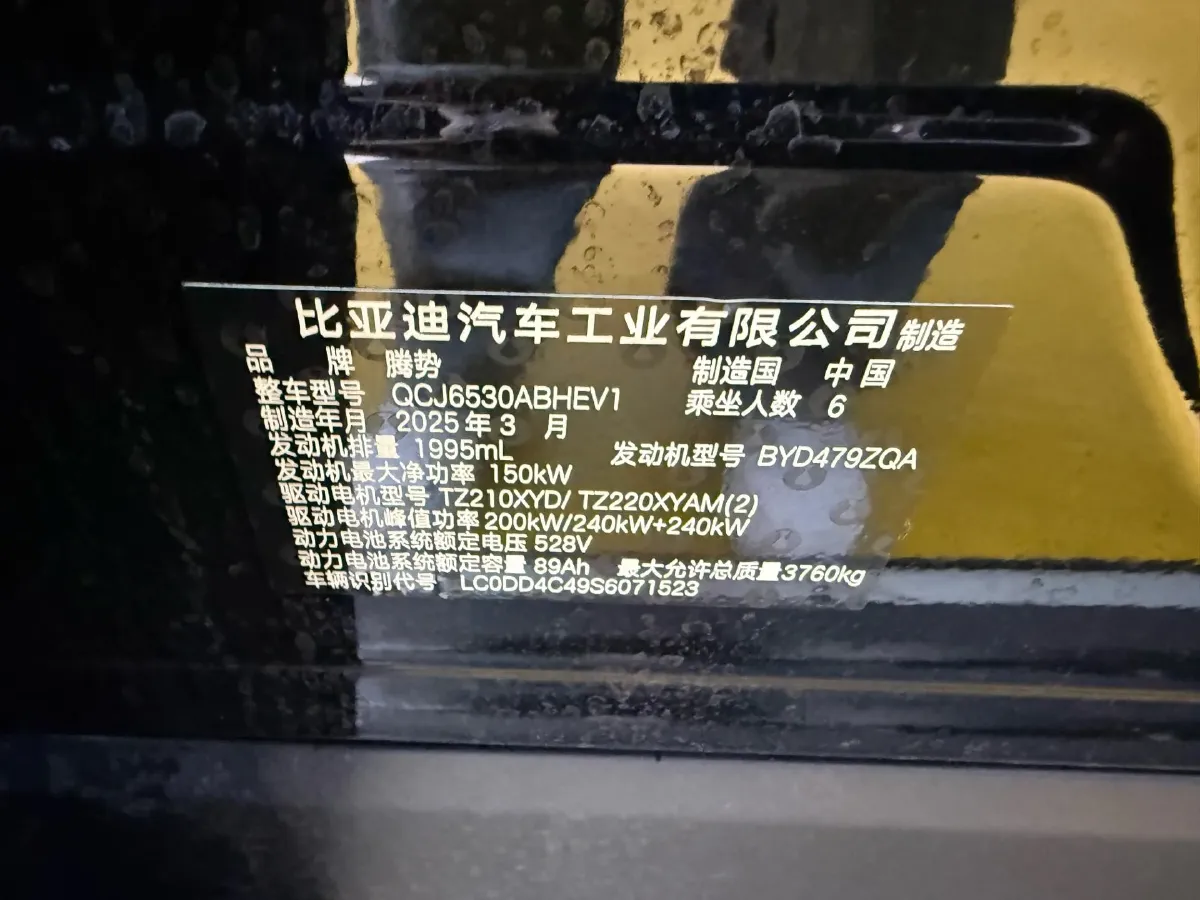 比亚迪汽车工业有限公司制造
品 牌 腾势 制造国 中国
整车型号 QCJ6530ABHEV1 乘坐人数 6
制造年月 2025年3 月
发动机排量 1995mL 发动机型号 BYD479ZQA
发动机最大净功率 150kW
驱动电机型号 TZ210XYD/ TZ220XYAM(2)
驱动电机峰值功率 200kW/240kW+240kW
动力电池系统额定电压 528V
动力电池系统额定容量 89Ah 最大允许总质量3760kg
车辆识别代号 LC0DD4C49S6071523